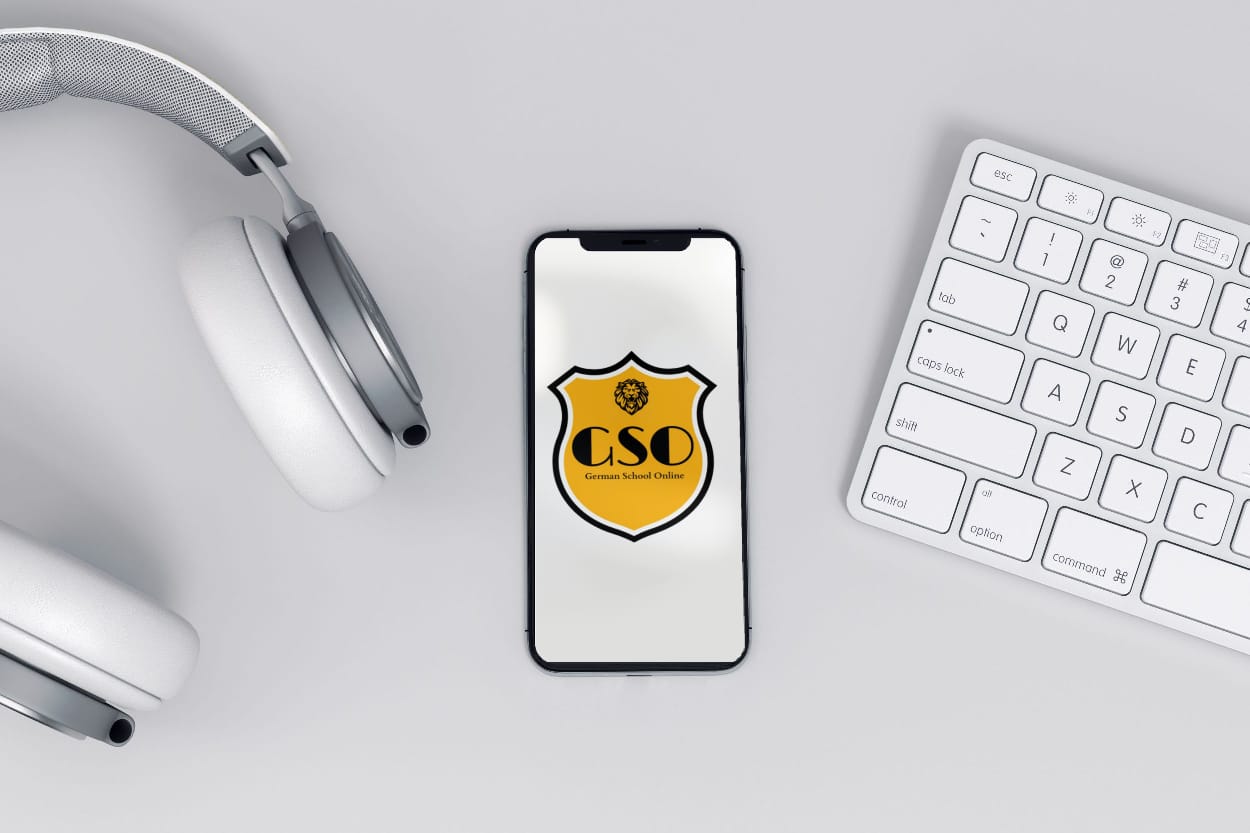 GSO
German School Online
esc
F1
F2
F3
~
`
!
1
@
2
#
3
$
4
tab
Q
W
E
caps lock
A
S
D
shift
Z
X
C
control
alt
option
command ⌘